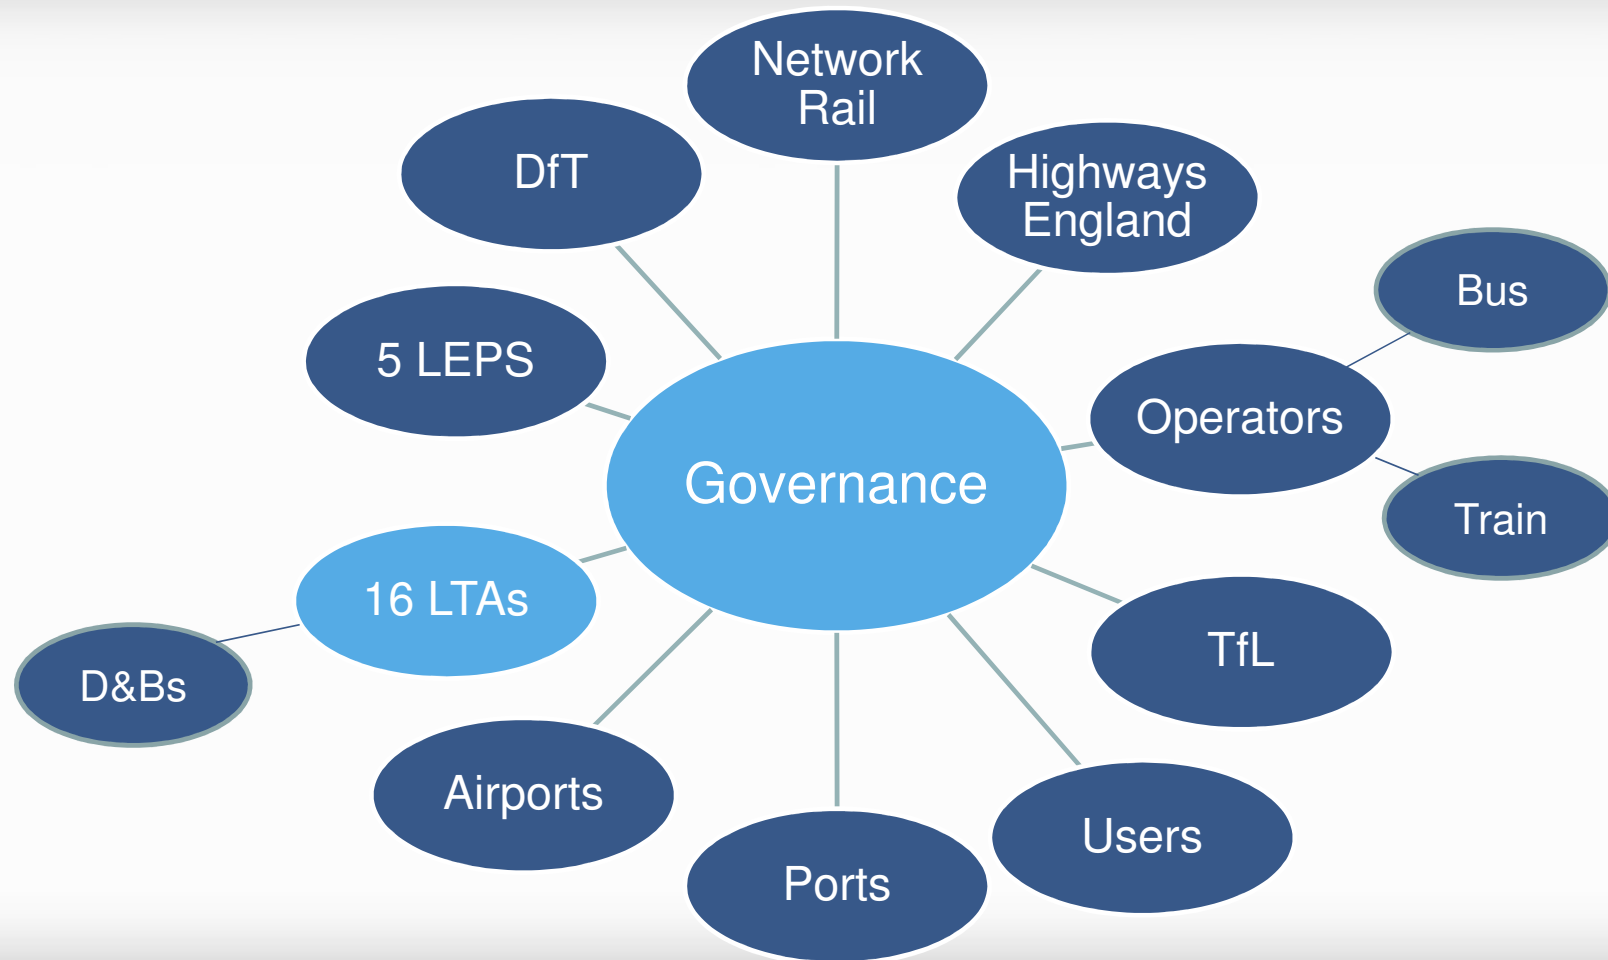 Network
Rail
DfT
Highways
England
Bus
5 LEPS
Operators
Governance
Train
16 LTAs
TfL
D&Bs
Airports
Users
Ports